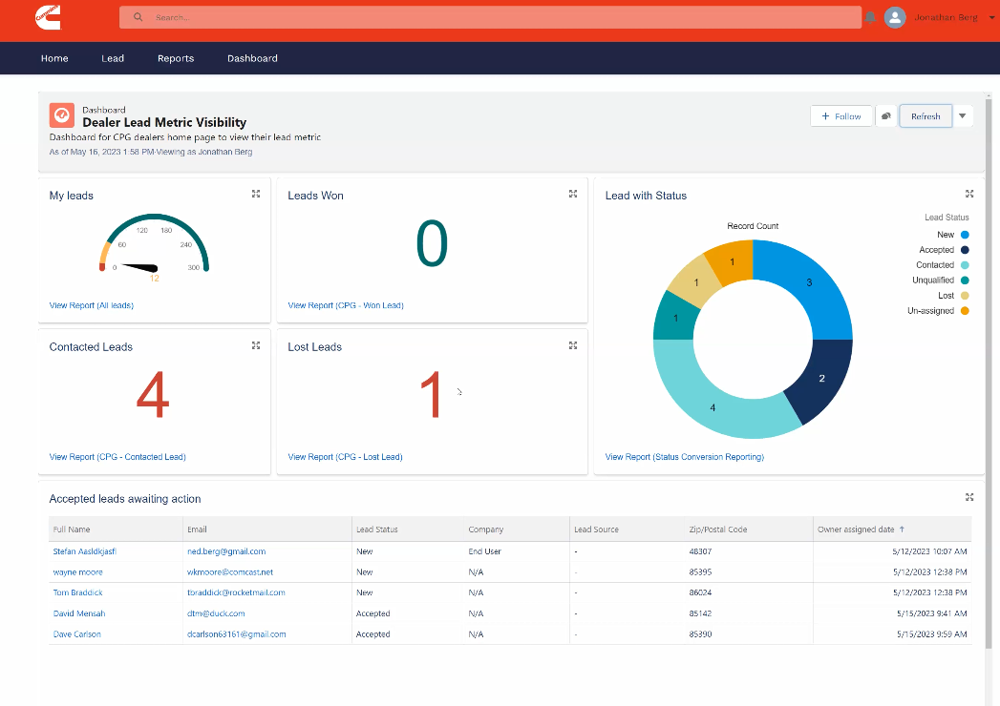 Cummins
Search...
Jonathan Berg
Home
Lead
Reports
Dashboard
Dashboard
Dealer Lead Metric Visibility
Dashboard for CPG dealers home page to view their lead metric
As of May 16, 2023 1:58 PM·Viewing as Jonathan Berg
+ Follow
Refresh
My leads
0
60
120
180
240
300
12
View Report (All leads)
Leads Won
0
View Report (CPG - Won Lead)
Contacted Leads
4
View Report (CPG - Contacted Lead)
Lost Leads
1
View Report (CPG - Lost Lead)
Lead with Status
Record Count
3
2
4
1
1
1
Lead Status
New
Accepted
Contacted
Unqualified
Lost
Un-assigned
View Report (Status Conversion Reporting)
Accepted leads awaiting action
Full Name Email Lead Status Company Lead Source Zip/Postal Code Owner assigned date ↑
Stefan Aasldkjasfl ned.berg@gmail.com New End User - 48307 5/12/2023 10:07 AM
wayne moore wkmoore@comcast.net New N/A - 85395 5/12/2023 12:38 PM
Tom Braddick tbraddick@rocketmail.com New N/A - 86024 5/12/2023 12:38 PM
David Mensah dtm@duck.com Accepted N/A - 85142 5/15/2023 9:41 AM
Dave Carlson dcarlson63161@gmail.com Accepted N/A - 85390 5/15/2023 9:59 AM